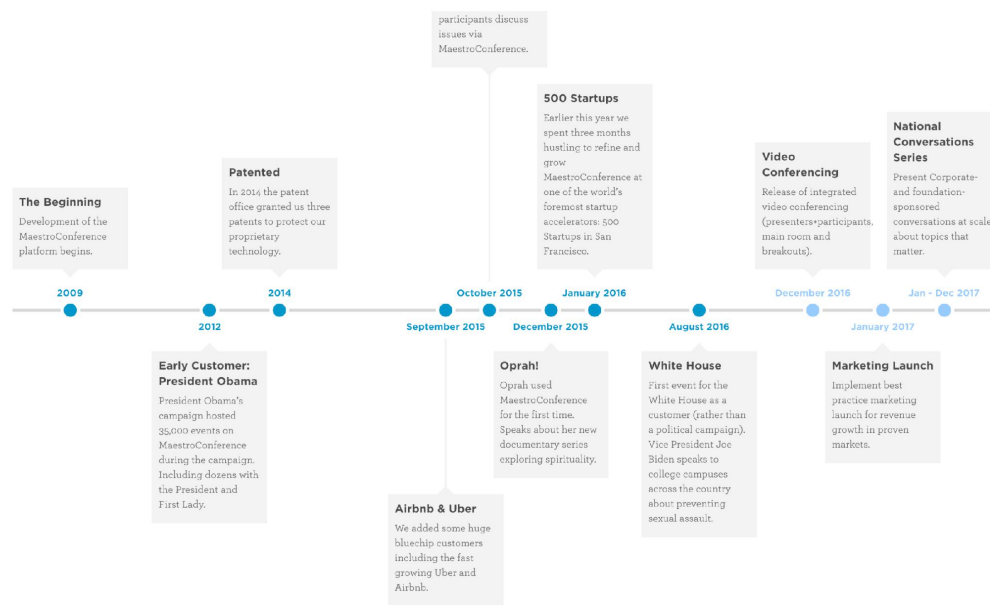 participants discuss
issues via
MaestroConference.
500 Startups
Earlier this year we
spent three months
hustling to refine and
grow
MaestroConference at
one of the world's
foremost startup
accelerators: 500
Startups in San
Francisco.
National
Conversations
Series
Present Corporate-
and foundation-
sponsored
conversations at scale
about topics that
matter.
Video
Conferencing
Release of integrated
video conferencing
(presenters+participants,
main room and
breakouts).
Patented
In 2014 the patent
office granted us three
patents to protect our
proprietary
technology.
The Beginning
Development of the
MaestroConference
platform begins.
2009
2014
October 2015
January 2016
December 2016
Jan - Dec 2017
2012
September 2015
December 2015
August 2016
January 2017
Early Customer:
President Obama
President Obama's
campaign hosted
35,000 events on
MaestroConference
during the campaign.
Including dozens with
the President and
First Lady.
Oprah!
Oprah used
MaestroConference
for the first time.
Speaks about her new
documentary series
exploring spirituality.
White House
First event for the
White House as a
customer (rather than
a political campaign).
Vice President Joe
Biden speaks to
college campuses
across the country
about preventing
sexual assault.
Marketing Launch
Implement best
practice marketing
launch for revenue
growth in proven
markets.
Airbnb & Uber
We added some huge
bluechip customers
including the fast
growing Uber and
Airbnb.